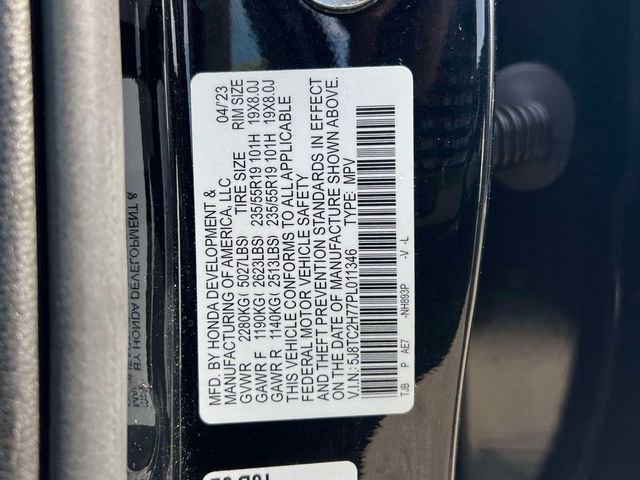 MFD. BY HONDA DEVELOPMENT & 04/23
MANUFACTURING OF AMERICA, LLC
GVWR 2280KG( 5027LBS) TIRE SIZE RIM SIZE
GAWR F 1190KG( 2623LBS) 235/55R19 101H 19X8.0J
GAWR R 1140KG( 2513LBS) 235/55R19 101H 19X8.0J
THIS VEHICLE CONFORMS TO ALL APPLICABLE
FEDERAL MOTOR VEHICLE SAFETY
AND THEFT PREVENTION STANDARDS IN EFFECT
ON THE DATE OF MANUFACTURE SHOWN ABOVE.
V.I.N.: 5J8TC2H77PL011346 TYPE: MPV
TJB P AE7 -NH893P -V -L
BY HONDA DEVELOPMENT &